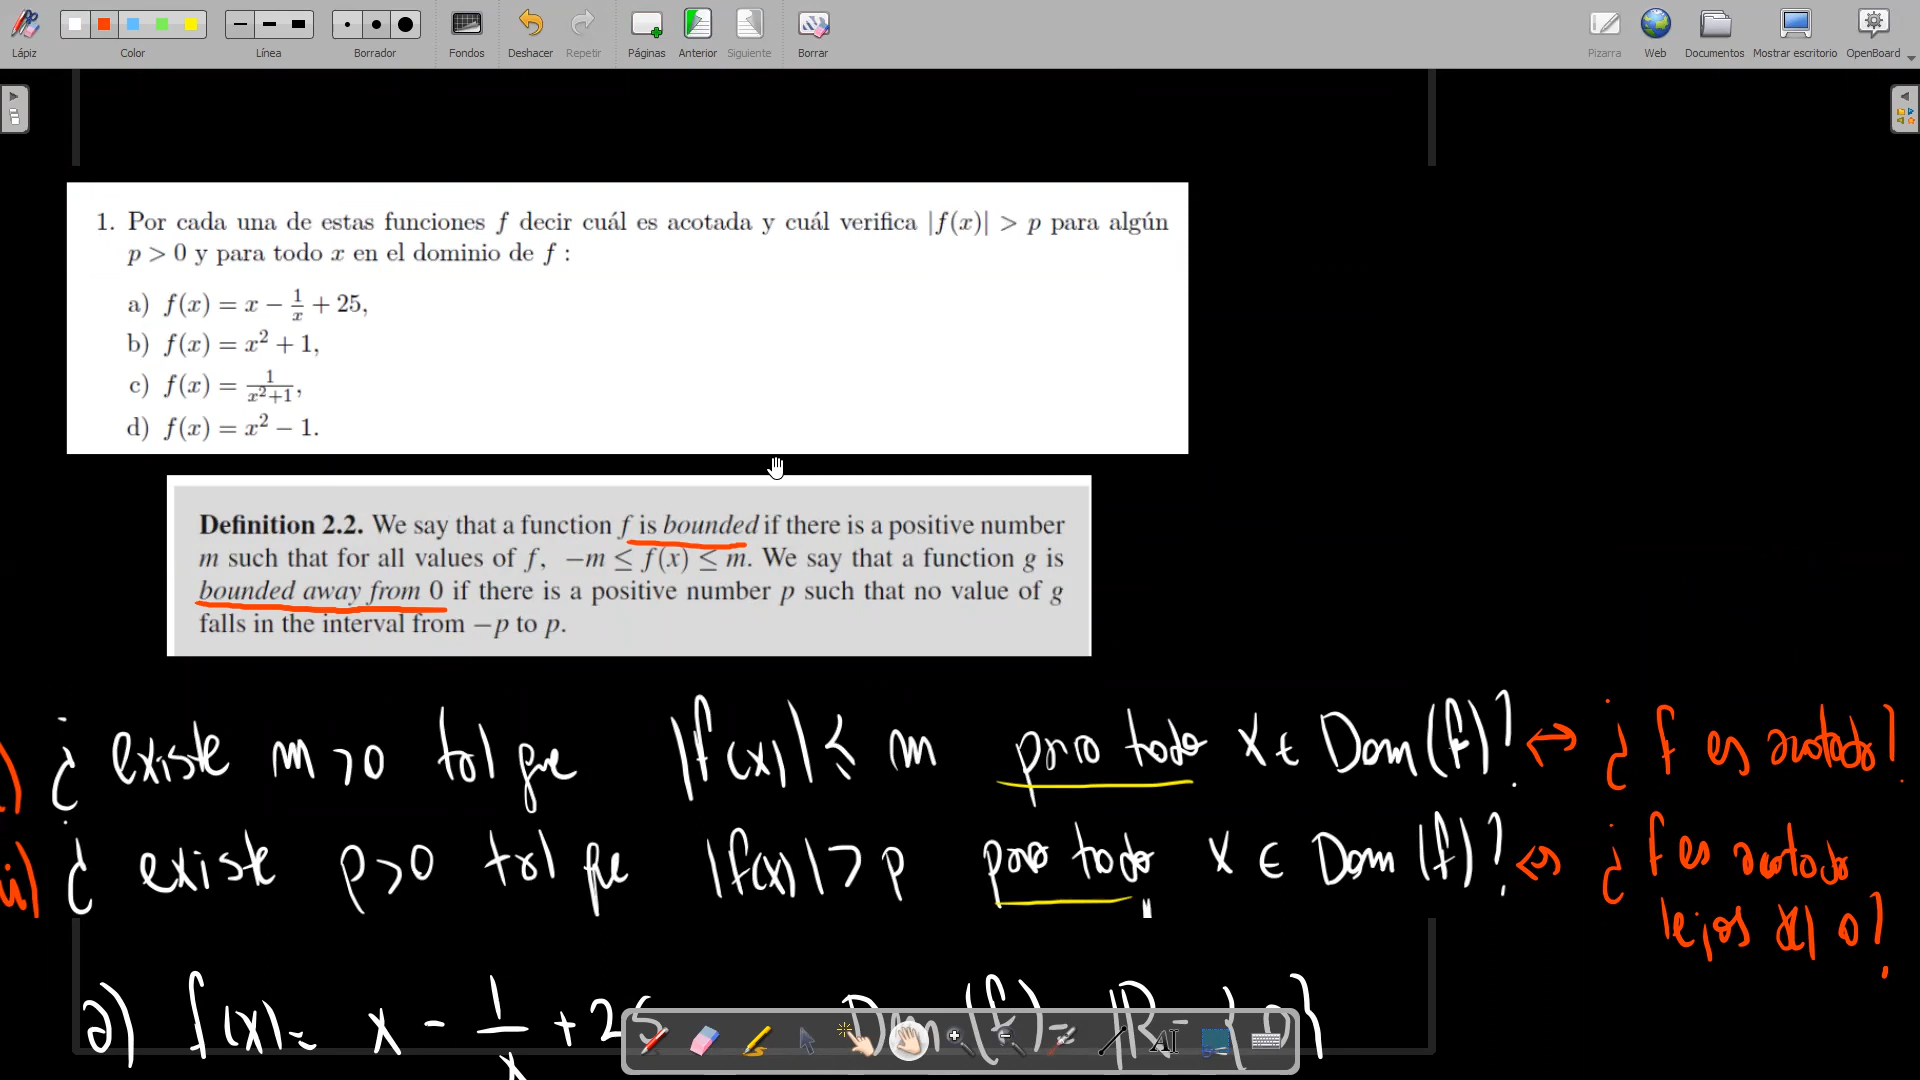 Lápiz
Color
Línea
Borrador
Fondos
Deshacer
Repetir
Páginas
Anterior
Siguiente
Borrar
Pizarra
Web
Documentos
Mostrar escritorio
OpenBoard
1. Por cada una de estas funciones f decir cuál es acotada y cuál verifica |f(x)| > p para algún
p > 0 y para todo x en el dominio de f :
a) f(x) = x − 1/x + 25,
b) f(x) = x² + 1,
c) f(x) = 1/(x²+1),
d) f(x) = x² − 1.
Definition 2.2. We say that a function f is bounded if there is a positive number
m such that for all values of f, −m ≤ f(x) ≤ m. We say that a function g is
bounded away from 0 if there is a positive number p such that no value of g
falls in the interval from −p to p.
i) ¿ existe m>0 tal que |f(x)| ≤ m para todo x ∈ Dom(f)? ↔ ¿ f es acotada?
ii) ¿ existe p>0 tal que |f(x)| > p para todo x ∈ Dom(f)? ⇔ ¿ f es acotada
lejos del 0?
a) f(x)= x − 1/x + 25 Dom(f)= ℝ − {0}
AI